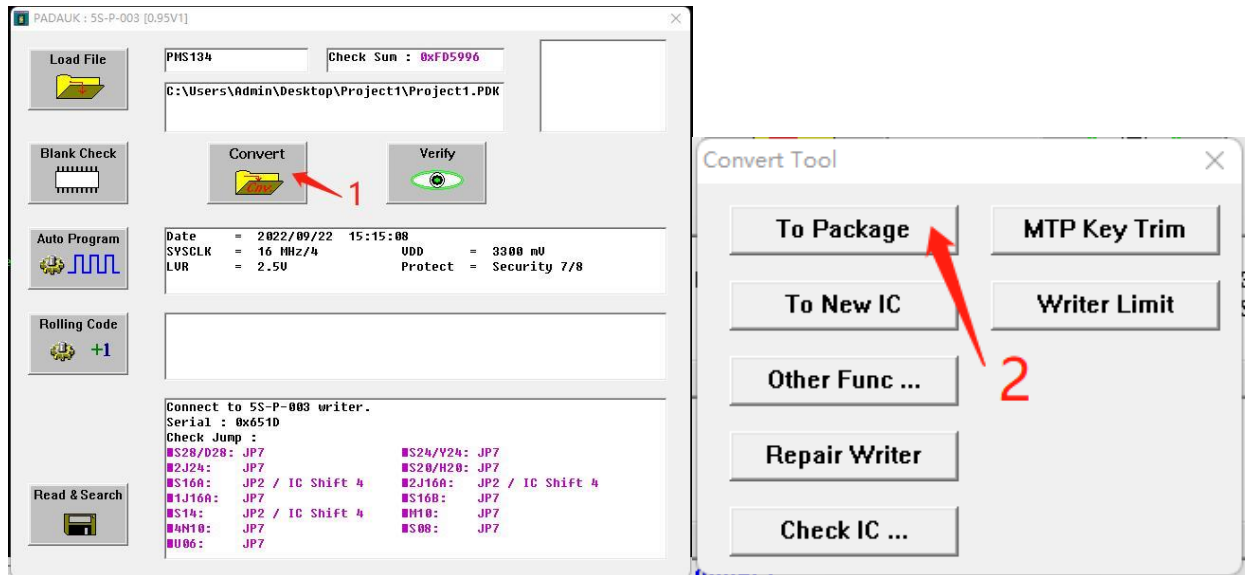 PADAUK : 5S-P-003 [0.95V1]
Load File
PMS134
Check Sum : 0xFD5996
C:\Users\Admin\Desktop\Project1\Project1.PDK
Blank Check
Convert
Cnv.
Verify
1
Auto Program
Date = 2022/09/22 15:15:08
SYSCLK = 16 MHz/4 VDD = 3300 mV
LVR = 2.5V Protect = Security 7/8
Rolling Code
+1
Connect to 5S-P-003 writer.
Serial : 0x651D
Check Jump :
■S28/D28: JP7 ■S24/Y24: JP7
■2J24: JP7 ■S20/H20: JP7
■S16A: JP2 / IC Shift 4 ■2J16A: JP2 / IC Shift 4
■1J16A: JP7 ■S16B: JP7
■S14: JP2 / IC Shift 4 ■M10: JP7
■4N10: JP7 ■S08: JP7
■U06: JP7
Read & Search
Convert Tool
To Package
MTP Key Trim
To New IC
Writer Limit
Other Func ...
2
Repair Writer
Check IC ...